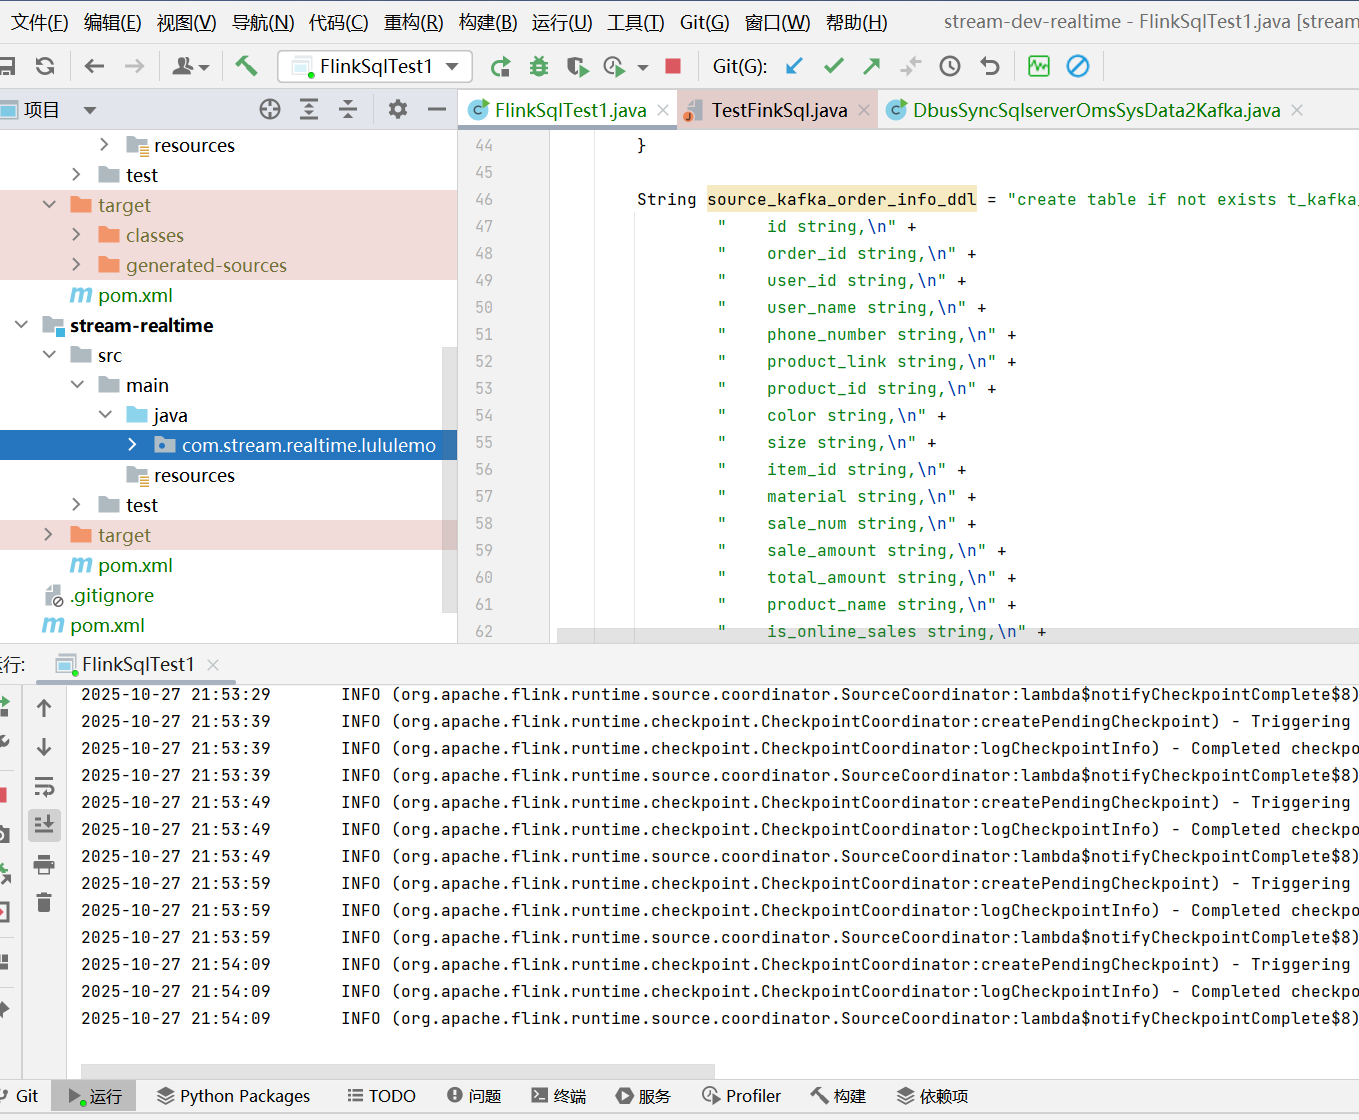 文件(F) 编辑(E) 视图(V) 导航(N) 代码(C) 重构(R) 构建(B) 运行(U) 工具(T) Git(G) 窗口(W) 帮助(H) stream-dev-realtime - FlinkSqlTest1.java [stream
FlinkSqlTest1 Git(G):
项目
FlinkSqlTest1.java TestFinkSql.java DbusSyncSqlserverOmsSysData2Kafka.java
resources
test
target
classes
generated-sources
pom.xml
stream-realtime
src
main
java
com.stream.realtime.lululemo
resources
test
target
pom.xml
.gitignore
pom.xml
44 }
45
46 String source_kafka_order_info_ddl = "create table if not exists t_kafka_
47 "    id string,\n" +
48 "    order_id string,\n" +
49 "    user_id string,\n" +
50 "    user_name string,\n" +
51 "    phone_number string,\n" +
52 "    product_link string,\n" +
53 "    product_id string,\n" +
54 "    color string,\n" +
55 "    size string,\n" +
56 "    item_id string,\n" +
57 "    material string,\n" +
58 "    sale_num string,\n" +
59 "    sale_amount string,\n" +
60 "    total_amount string,\n" +
61 "    product_name string,\n" +
62 "    is_online_sales string,\n" +
行: FlinkSqlTest1
2025-10-27 21:53:29 INFO (org.apache.flink.runtime.source.coordinator.SourceCoordinator:lambda$notifyCheckpointComplete$8)
2025-10-27 21:53:39 INFO (org.apache.flink.runtime.checkpoint.CheckpointCoordinator:createPendingCheckpoint) - Triggering
2025-10-27 21:53:39 INFO (org.apache.flink.runtime.checkpoint.CheckpointCoordinator:logCheckpointInfo) - Completed checkpo
2025-10-27 21:53:39 INFO (org.apache.flink.runtime.source.coordinator.SourceCoordinator:lambda$notifyCheckpointComplete$8)
2025-10-27 21:53:49 INFO (org.apache.flink.runtime.checkpoint.CheckpointCoordinator:createPendingCheckpoint) - Triggering
2025-10-27 21:53:49 INFO (org.apache.flink.runtime.checkpoint.CheckpointCoordinator:logCheckpointInfo) - Completed checkpo
2025-10-27 21:53:49 INFO (org.apache.flink.runtime.source.coordinator.SourceCoordinator:lambda$notifyCheckpointComplete$8)
2025-10-27 21:53:59 INFO (org.apache.flink.runtime.checkpoint.CheckpointCoordinator:createPendingCheckpoint) - Triggering
2025-10-27 21:53:59 INFO (org.apache.flink.runtime.checkpoint.CheckpointCoordinator:logCheckpointInfo) - Completed checkpo
2025-10-27 21:53:59 INFO (org.apache.flink.runtime.source.coordinator.SourceCoordinator:lambda$notifyCheckpointComplete$8)
2025-10-27 21:54:09 INFO (org.apache.flink.runtime.checkpoint.CheckpointCoordinator:createPendingCheckpoint) - Triggering
2025-10-27 21:54:09 INFO (org.apache.flink.runtime.checkpoint.CheckpointCoordinator:logCheckpointInfo) - Completed checkpo
2025-10-27 21:54:09 INFO (org.apache.flink.runtime.source.coordinator.SourceCoordinator:lambda$notifyCheckpointComplete$8)
Git 运行 Python Packages TODO 问题 终端 服务 Profiler 构建 依赖项